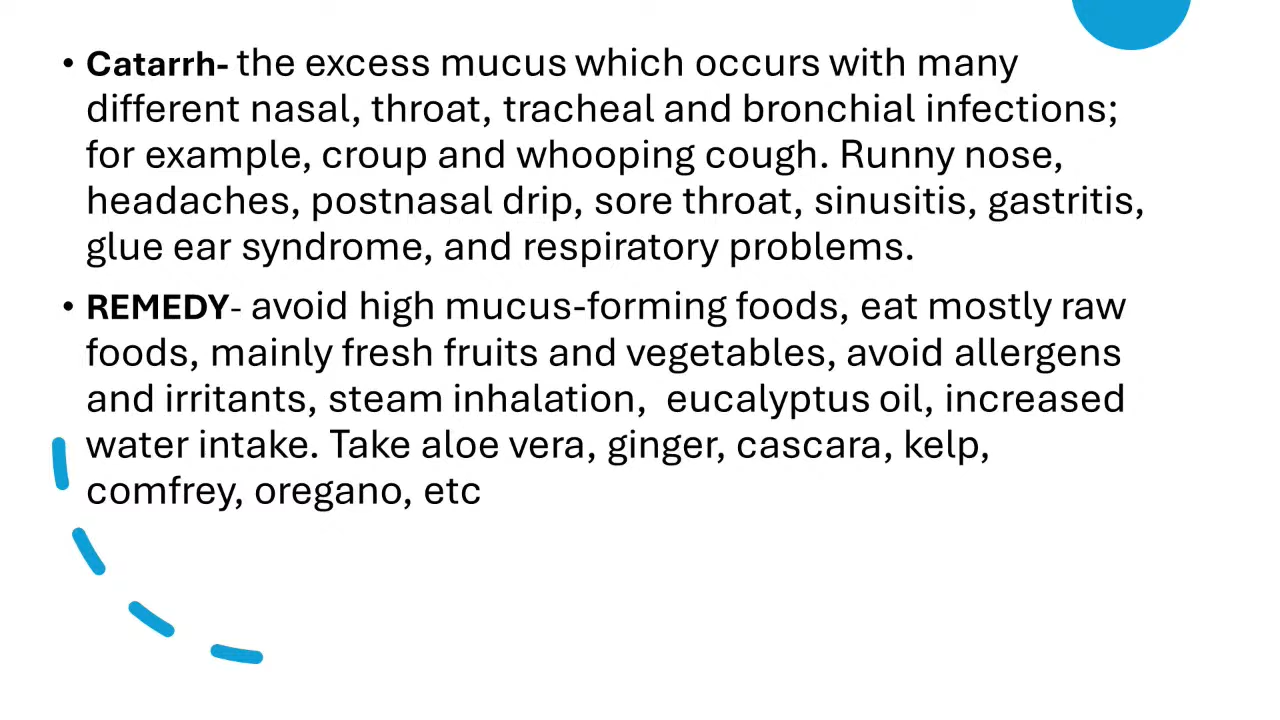 • Catarrh- the excess mucus which occurs with many
different nasal, throat, tracheal and bronchial infections;
for example, croup and whooping cough. Runny nose,
headaches, postnasal drip, sore throat, sinusitis, gastritis,
glue ear syndrome, and respiratory problems.
• REMEDY- avoid high mucus-forming foods, eat mostly raw
foods, mainly fresh fruits and vegetables, avoid allergens
and irritants, steam inhalation,  eucalyptus oil, increased
water intake. Take aloe vera, ginger, cascara, kelp,
comfrey, oregano, etc